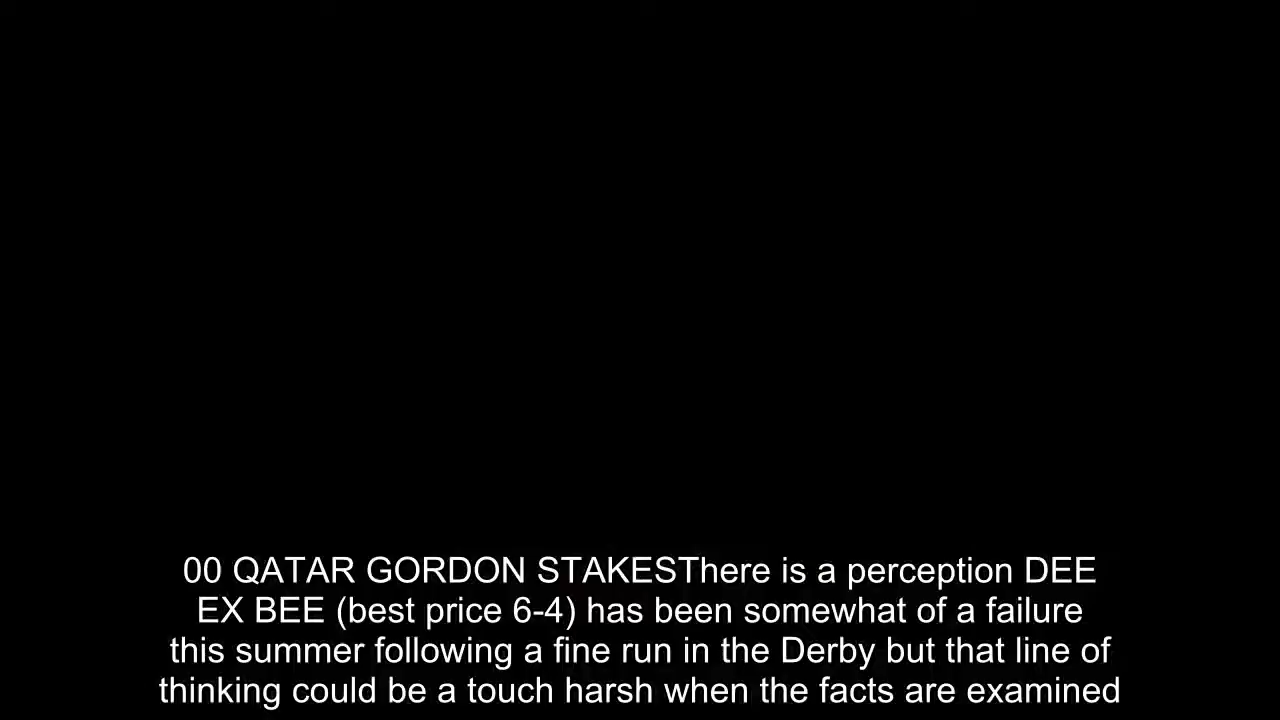 00 QATAR GORDON STAKESThere is a perception DEE
EX BEE (best price 6-4) has been somewhat of a failure
this summer following a fine run in the Derby but that line of
thinking could be a touch harsh when the facts are examined